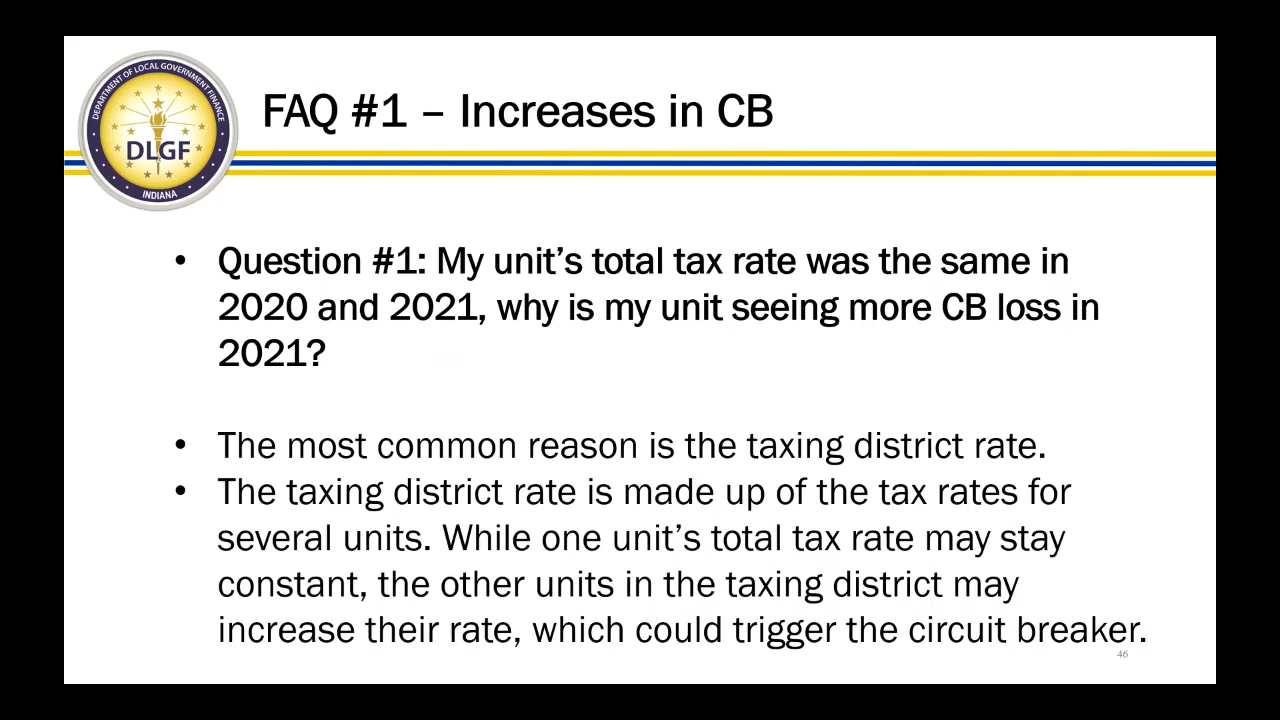 DEPARTMENT OF LOCAL GOVERNMENT FINANCE
DLGF
INDIANA
FAQ #1 – Increases in CB
• Question #1: My unit’s total tax rate was the same in
2020 and 2021, why is my unit seeing more CB loss in
2021?
• The most common reason is the taxing district rate.
• The taxing district rate is made up of the tax rates for
several units. While one unit’s total tax rate may stay
constant, the other units in the taxing district may
increase their rate, which could trigger the circuit breaker.
46